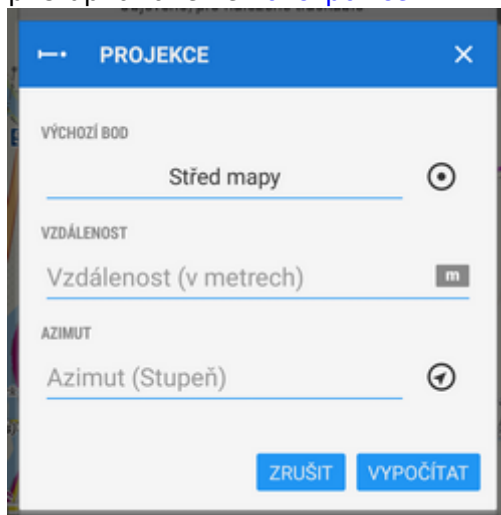 PROJEKCE
VÝCHOZÍ BOD
Střed mapy
VZDÁLENOST
Vzdálenost (v metrech)
m
AZIMUT
Azimut (Stupeň)
ZRUŠIT VYPOČÍTAT